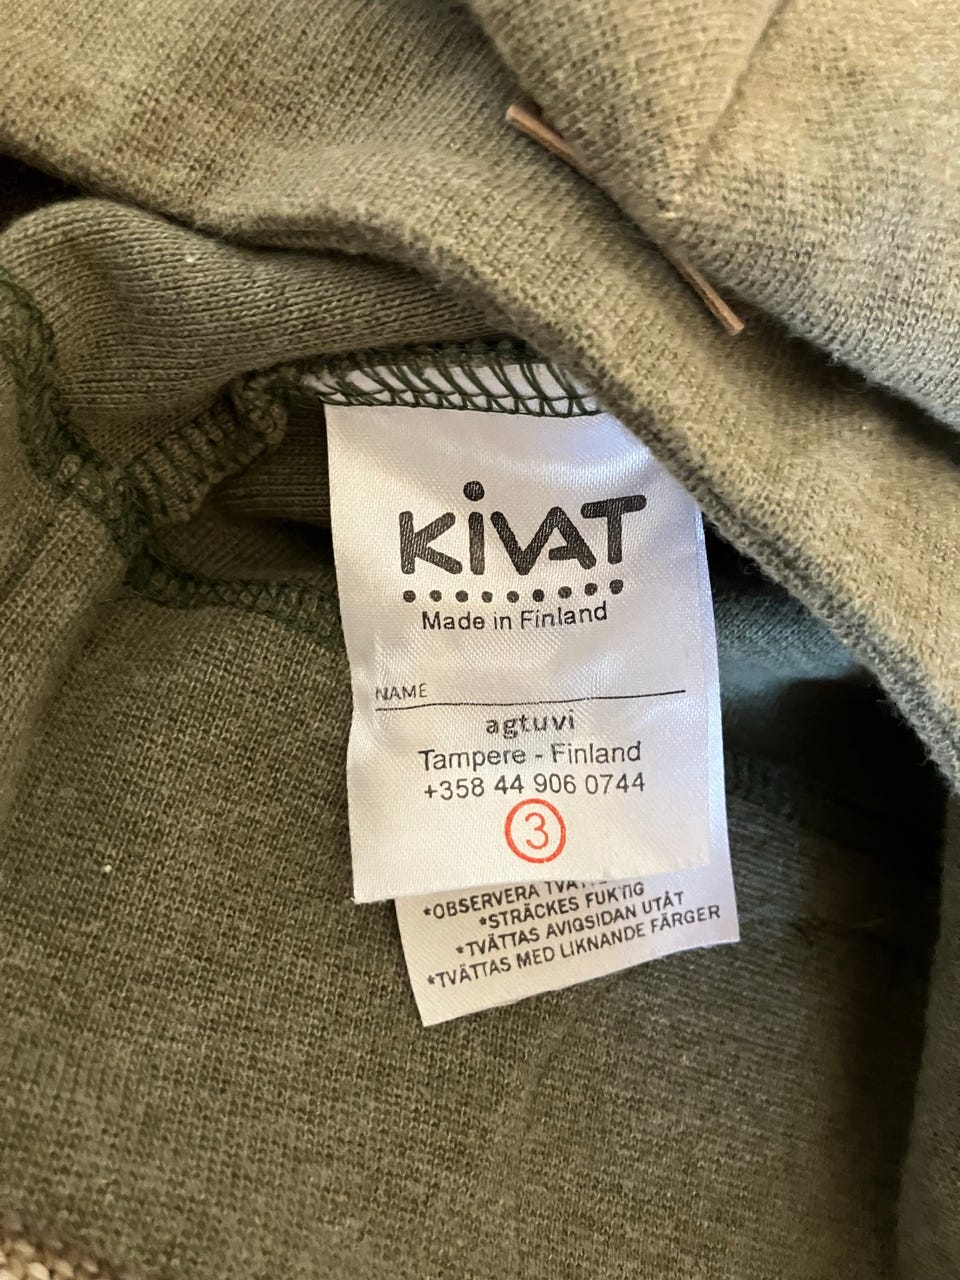 KiVAT
Made in Finland
NAME
agtuvi
Tampere - Finland
+358 44 906 0744
3
*OBSERVERA
*STRÄCKES FUKTIG
*TVÄTTAS AVIGSIDAN UTÅT
*TVÄTTAS MED LIKNANDE FÄRGER